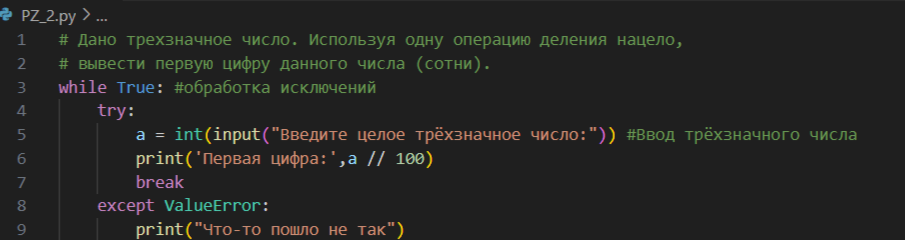 PZ_2.py > ...
1 # Дано трехзначное число. Используя одну операцию деления нацело,
2 # вывести первую цифру данного числа (сотни).
3 while True: #обработка исключений
4     try:
5         a = int(input("Введите целое трёхзначное число:")) #Ввод трёхзначного числа
6         print('Первая цифра:',a // 100)
7         break
8     except ValueError:
9         print("Что-то пошло не так")